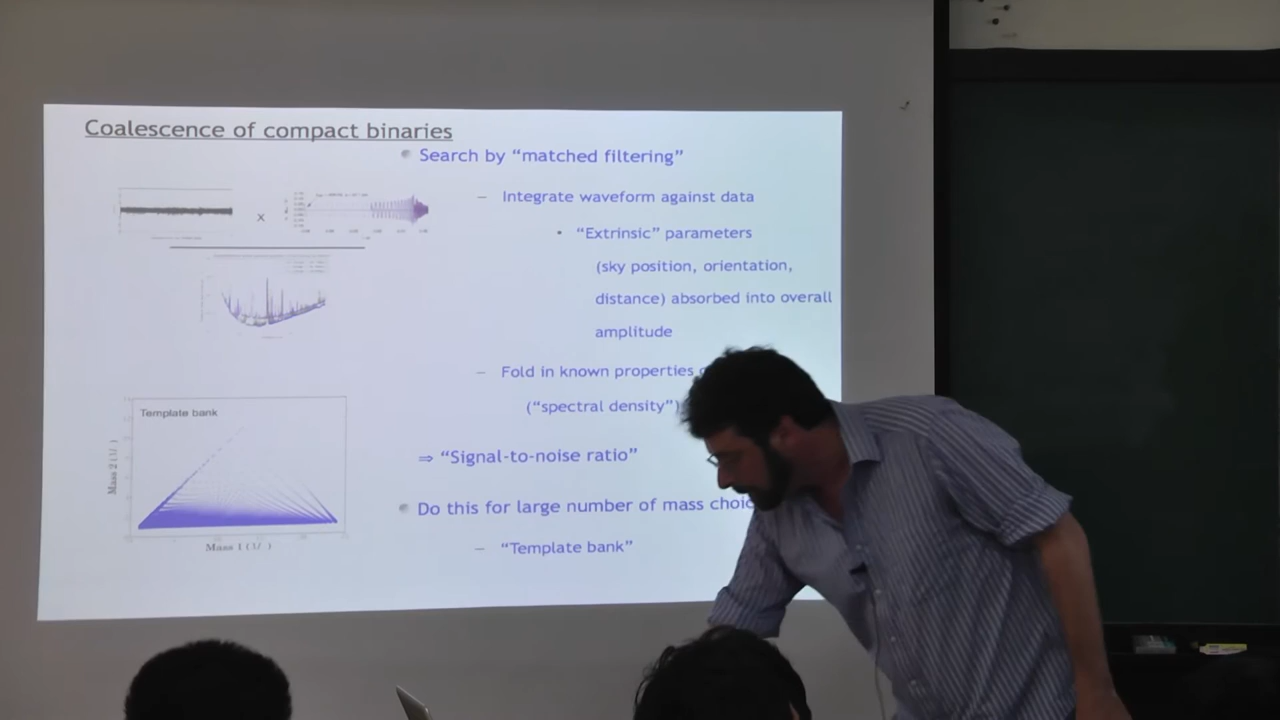 Coalescence of compact binaries
Search by “matched filtering”
– Integrate waveform against data
x
“Extrinsic” parameters
(sky position, orientation,
distance) absorbed into overall
amplitude
– Fold in known properties
(“spectral density”)
⇒ “Signal-to-noise ratio”
Do this for large number of mass
– “Template bank”
Template bank
Mass 2
Mass 1